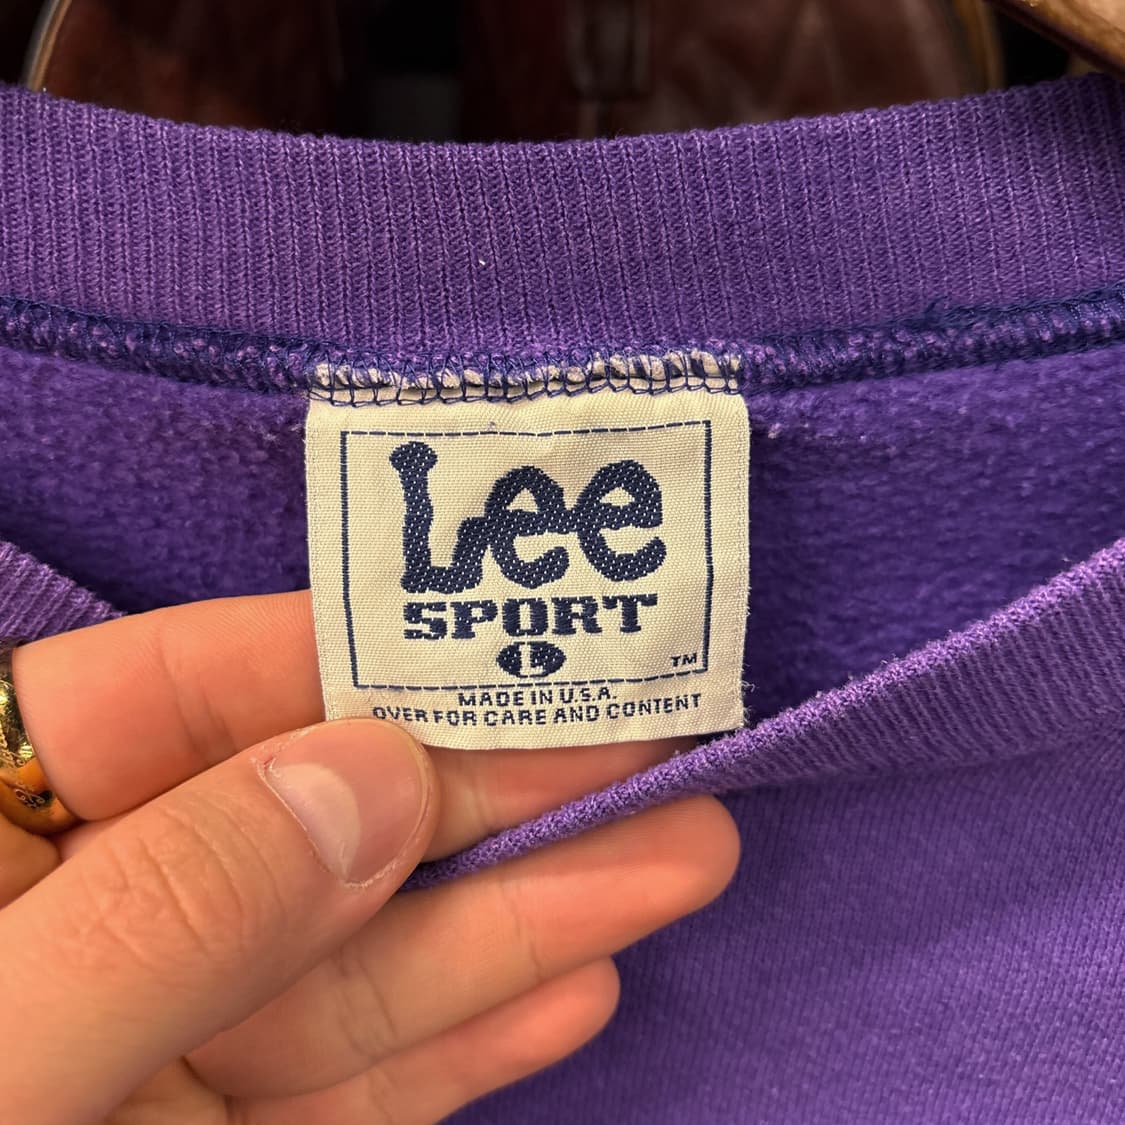 Lee
SPORT
L
TM
MADE IN U.S.A.
OVER FOR CARE AND CONTENT